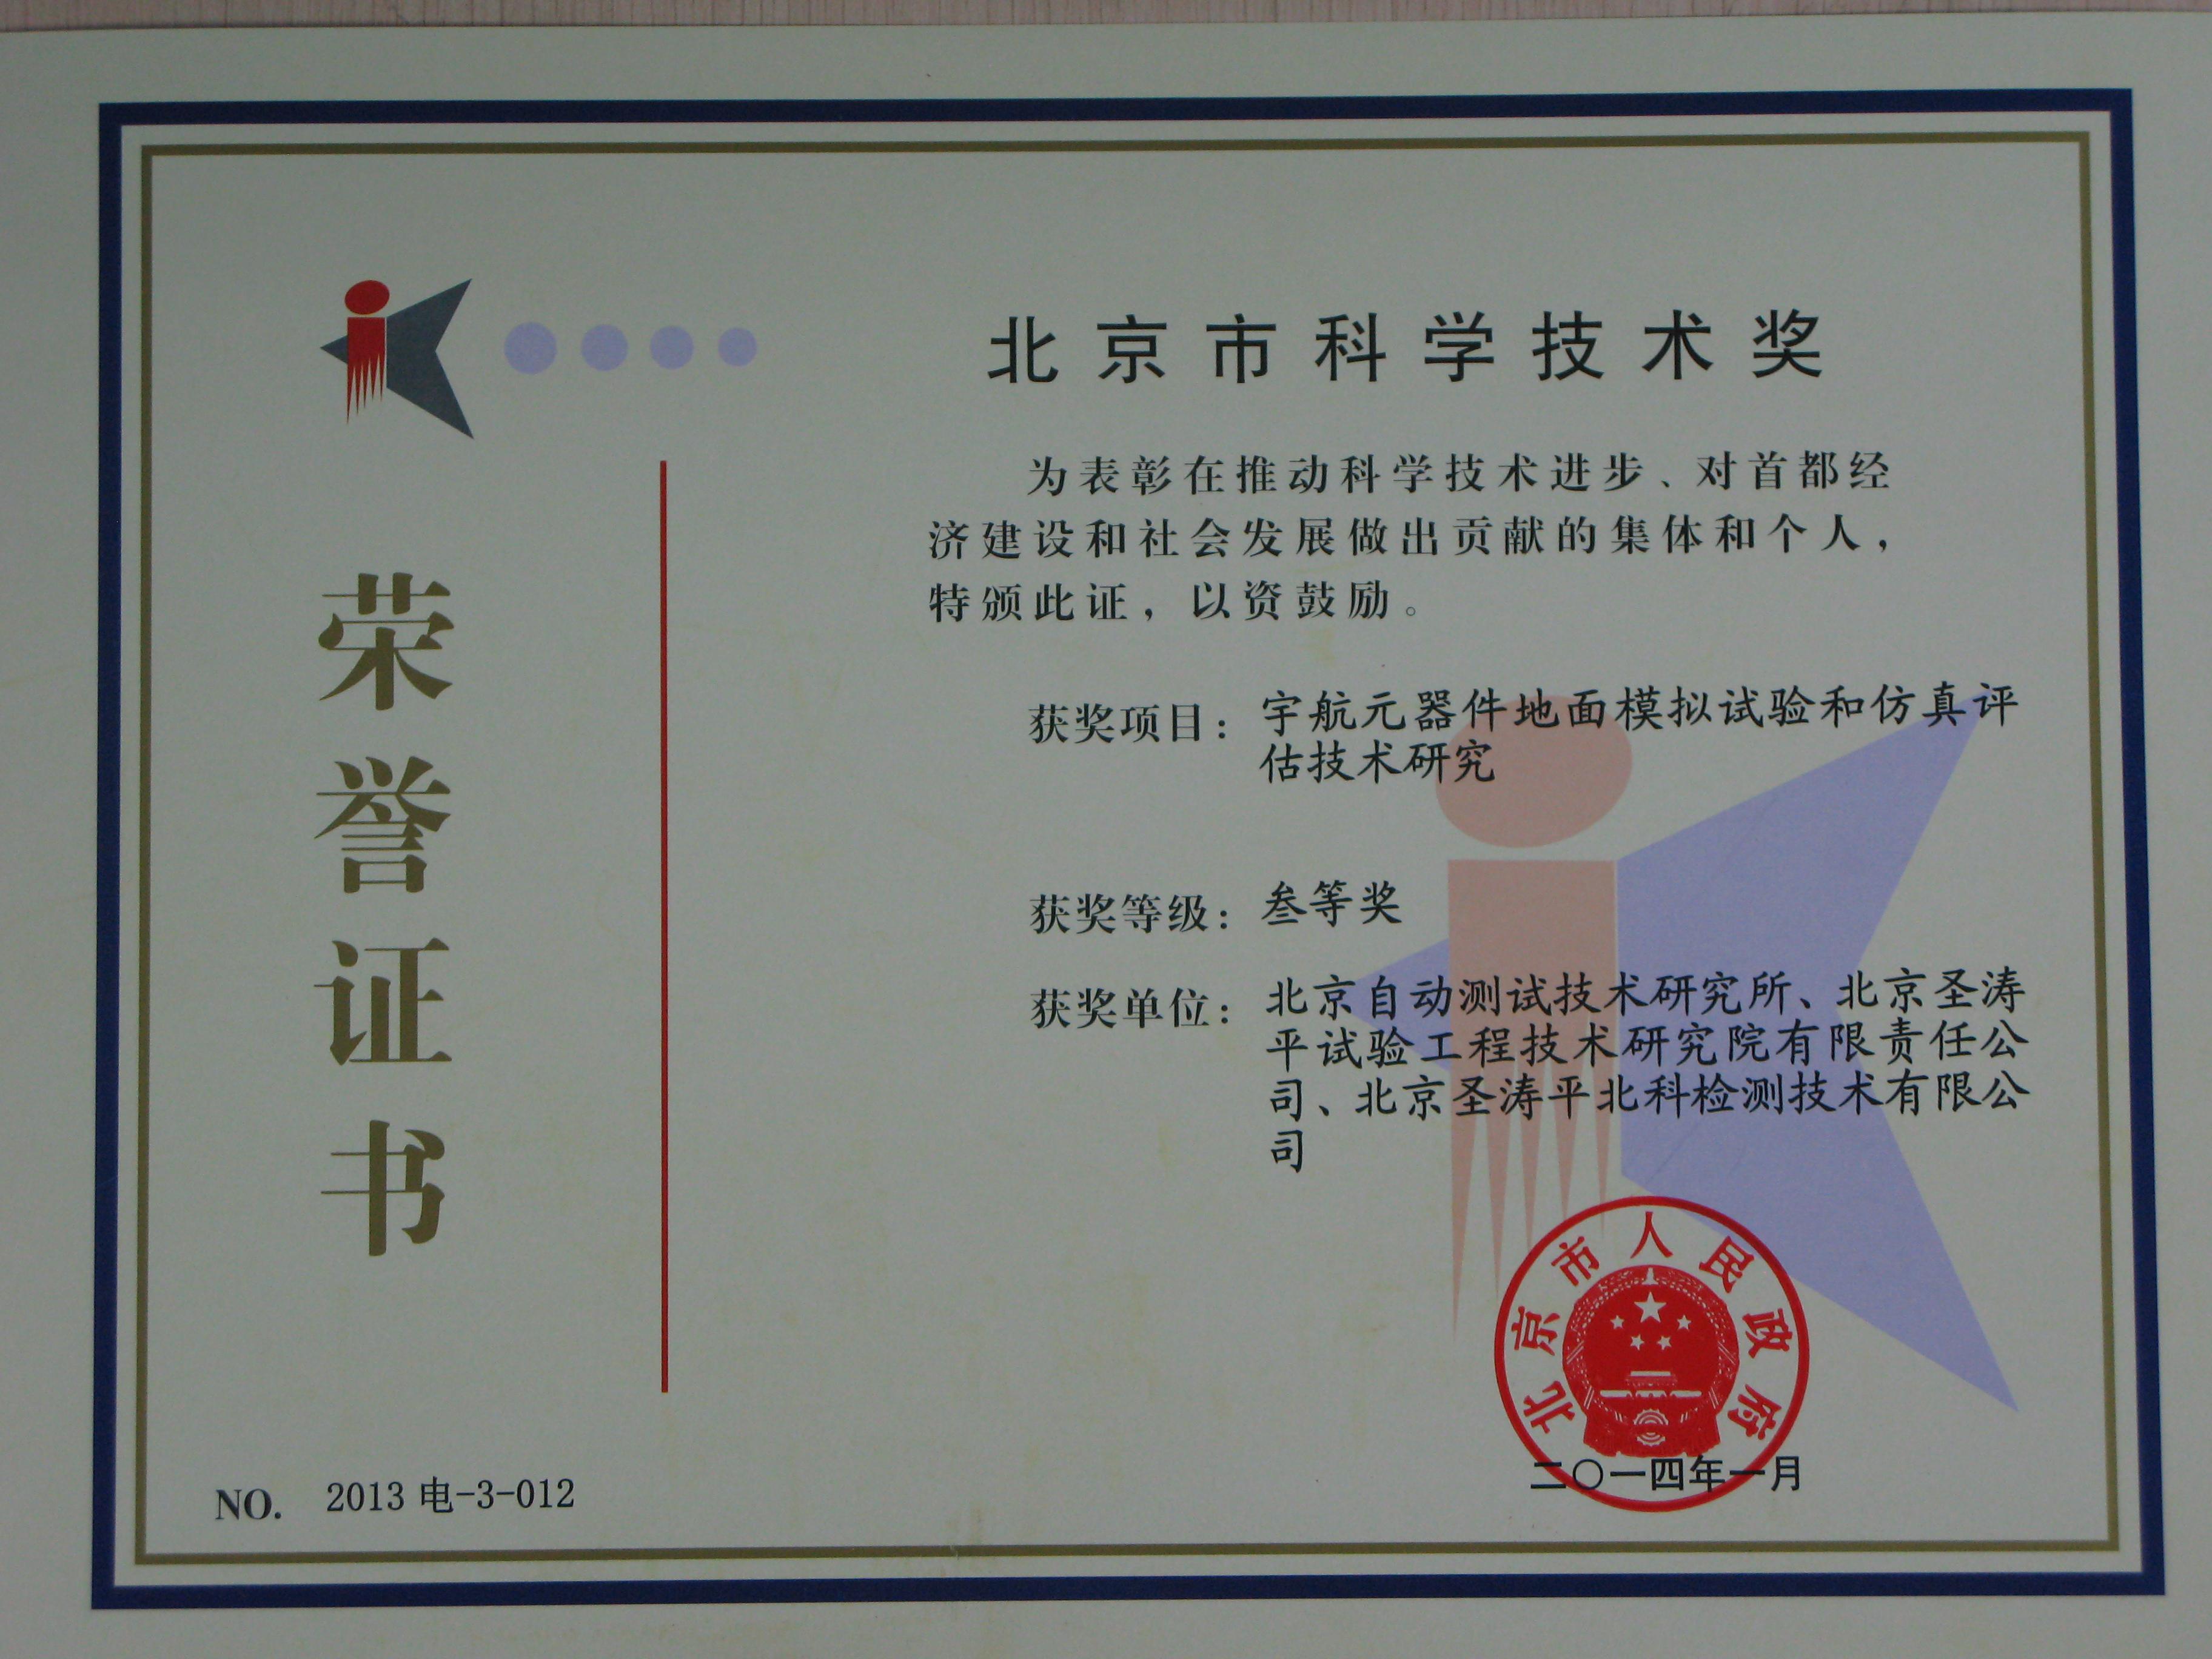 北京市科学技术奖
为表彰在推动科学技术进步、对首都经
济建设和社会发展做出贡献的集体和个人，
特颁此证，以资鼓励。
获奖项目：宇航元器件地面模拟试验和仿真评
估技术研究
获奖等级：叁等奖
获奖单位：北京自动测试技术研究所、北京圣涛
平试验工程技术研究院有限责任公
司、北京圣涛平北科检测技术有限公
司
北京市人民政府
二〇一四年一月
荣誉证书
NO. 2013 电-3-012